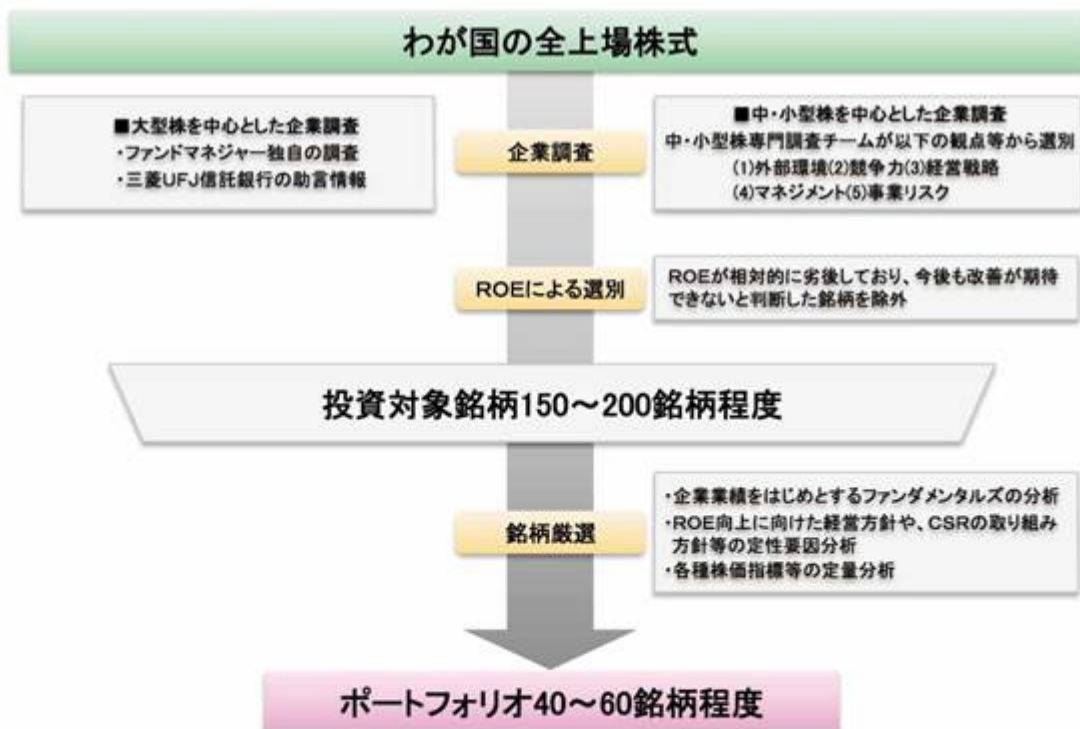 わが国の全上場株式
■大型株を中心とした企業調査
・ファンドマネジャー独自の調査
・三菱UFJ信託銀行の助言情報
企業調査
■中・小型株を中心とした企業調査
中・小型株専門調査チームが以下の観点等から選別
(1)外部環境(2)競争力(3)経営戦略
(4)マネジメント(5)事業リスク
ROEによる選別
ROEが相対的に劣後しており、今後も改善が期待
できないと判断した銘柄を除外
投資対象銘柄150～200銘柄程度
銘柄厳選
・企業業績をはじめとするファンダメンタルズの分析
・ROE向上に向けた経営方針や、CSRの取り組み
方針等の定性要因分析
・各種株価指標等の定量分析
ポートフォリオ40～60銘柄程度